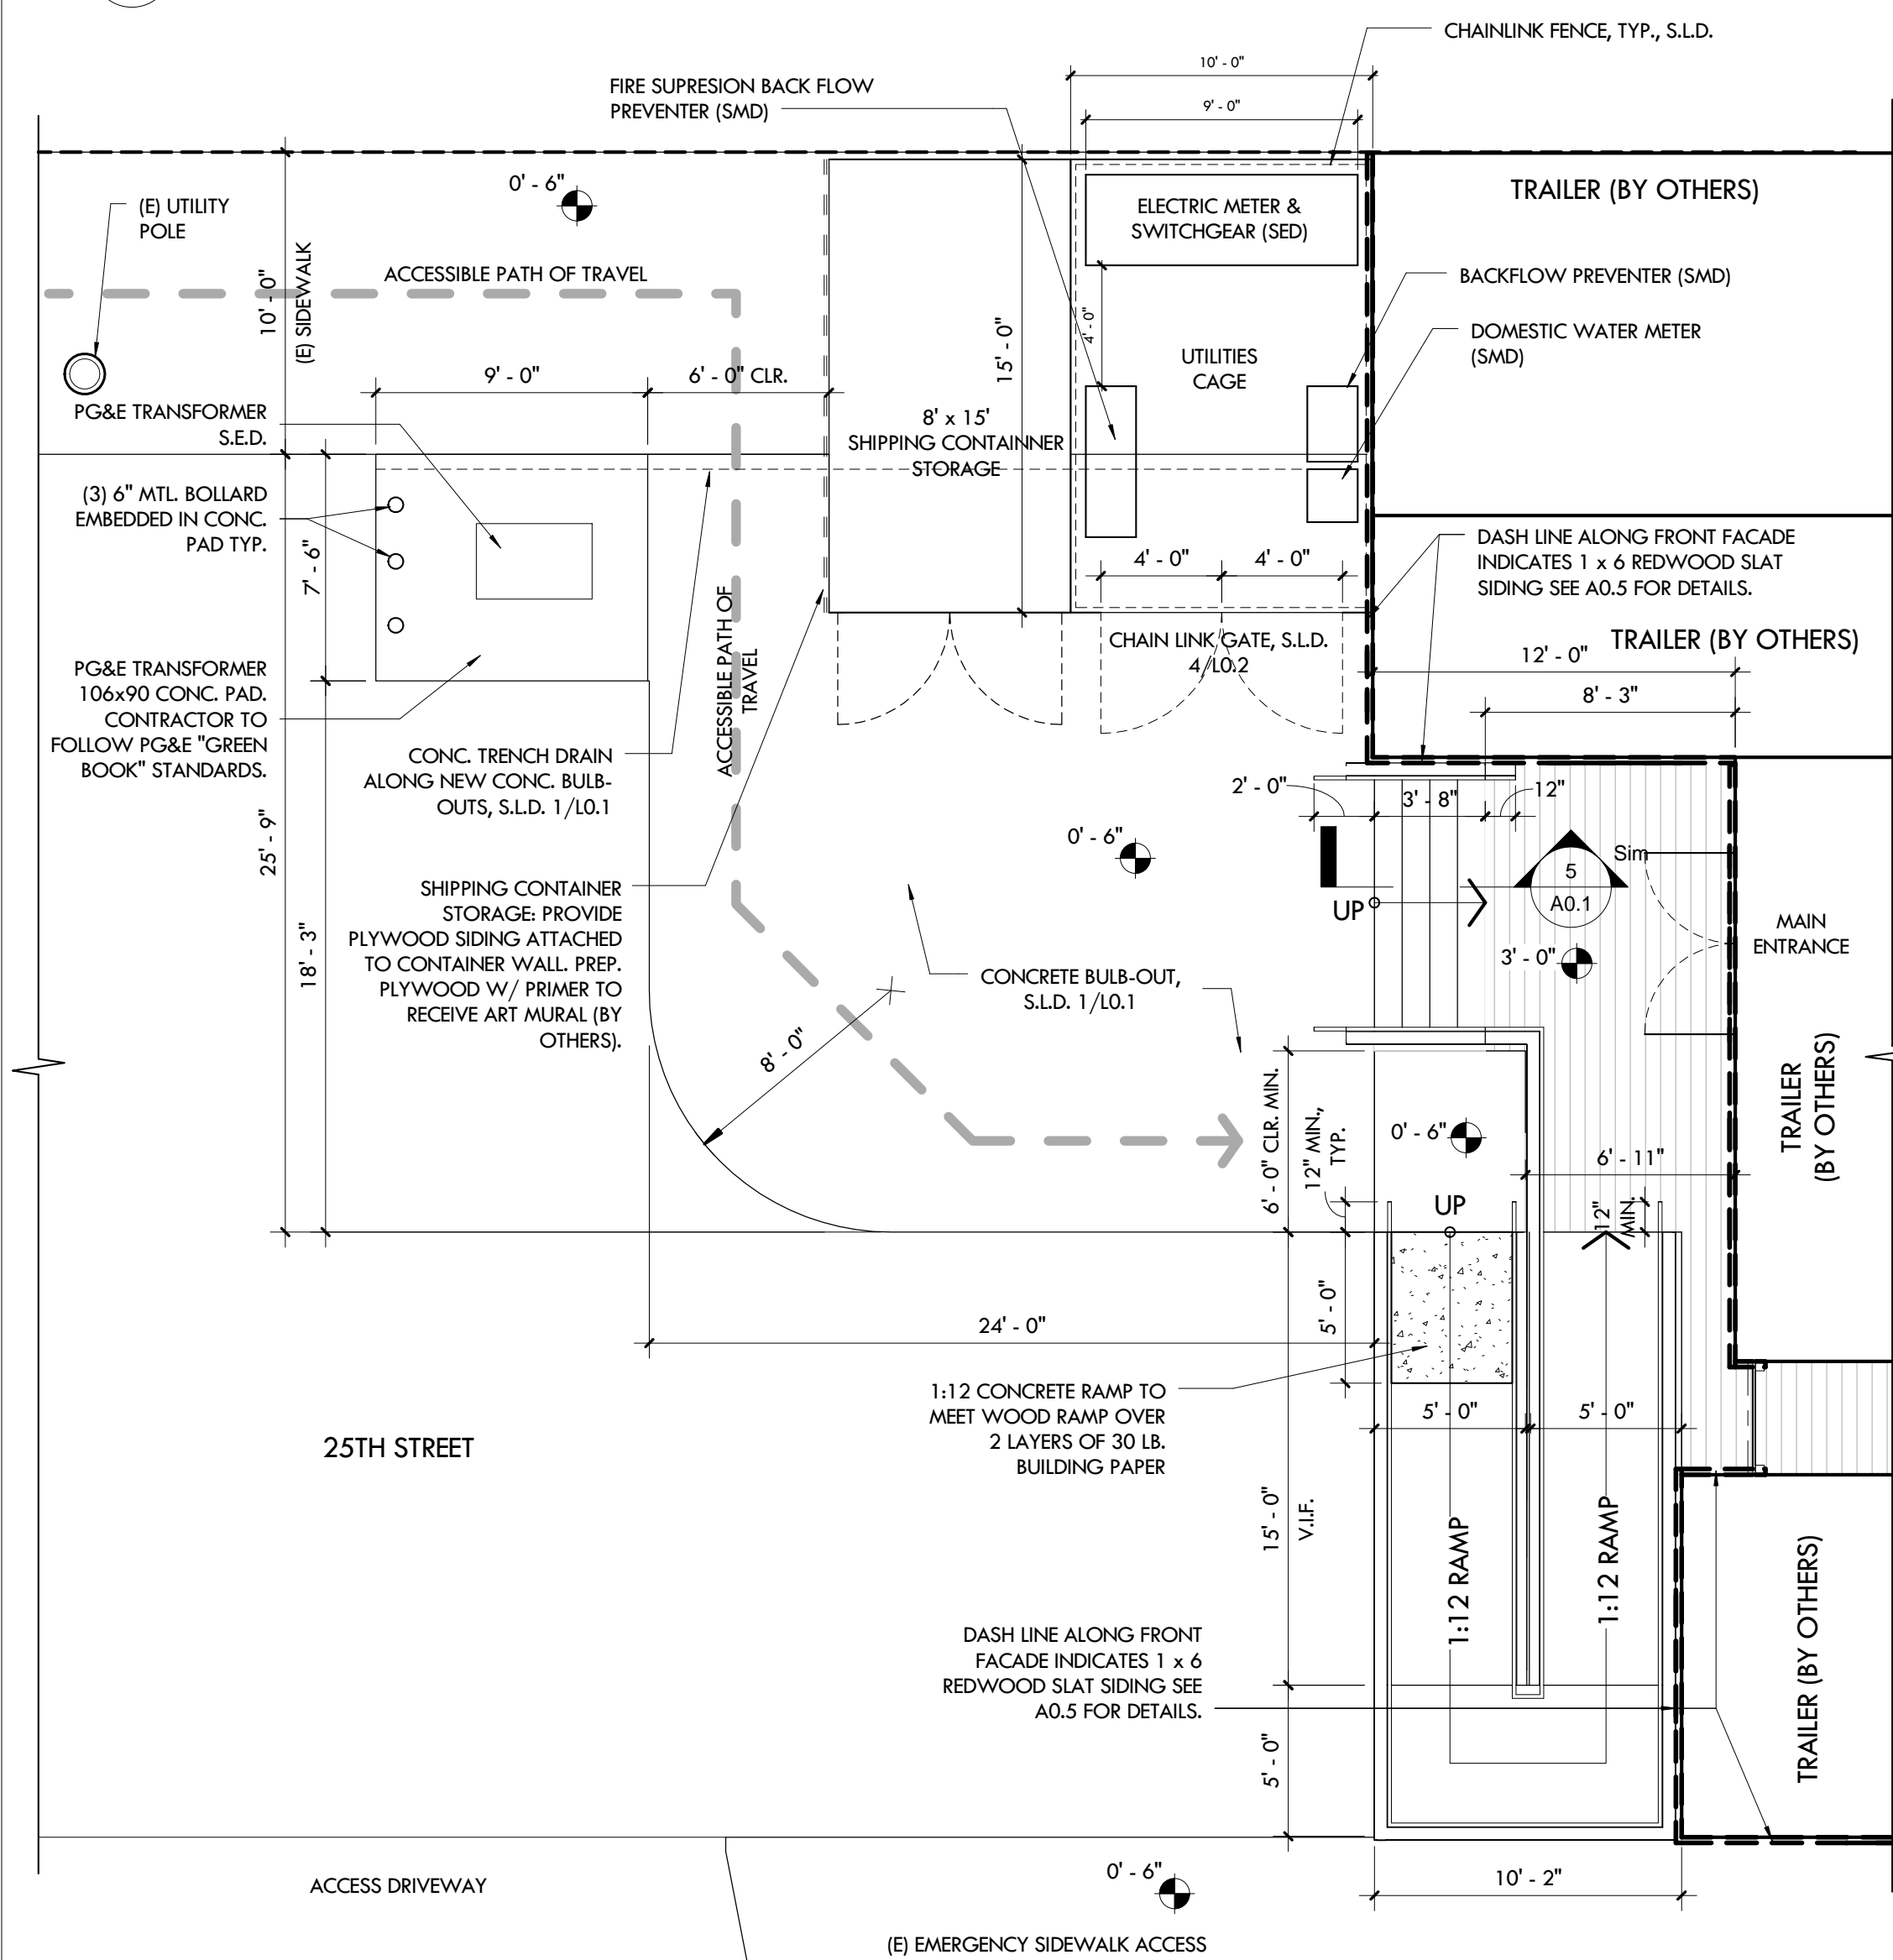 CHAINLINK FENCE, TYP., S.L.D.
10' - 0"
FIRE SUPRESION BACK FLOW
PREVENTER (SMD)
9' - 0"
0' - 6"
(E) UTILITY
POLE
ELECTRIC METER &
SWITCHGEAR (SED)
TRAILER (BY OTHERS)
ACCESSIBLE PATH OF TRAVEL
10' - 0"
(E) SIDEWALK
BACKFLOW PREVENTER (SMD)
4' - 0"
15' - 0"
UTILITIES
CAGE
DOMESTIC WATER METER
(SMD)
9' - 0"
6' - 0" CLR.
PG&E TRANSFORMER
S.E.D.
8' x 15'
SHIPPING CONTAINNER
STORAGE
(3) 6" MTL. BOLLARD
EMBEDDED IN CONC.
PAD TYP.
7' - 6"
4' - 0"
4' - 0"
DASH LINE ALONG FRONT FACADE
INDICATES 1 x 6 REDWOOD SLAT
SIDING SEE A0.5 FOR DETAILS.
ACCESSIBLE PATH OF
TRAVEL
CHAIN LINK GATE, S.L.D.
4/L0.2
TRAILER (BY OTHERS)
12' - 0"
8' - 3"
PG&E TRANSFORMER
106x90 CONC. PAD.
CONTRACTOR TO
FOLLOW PG&E "GREEN
BOOK" STANDARDS.
CONC. TRENCH DRAIN
ALONG NEW CONC. BULB-
OUTS, S.L.D. 1/L0.1
2' - 0"
3' - 8"
12"
25' - 9"
0' - 6"
Sim
5
A0.1
UP
MAIN
ENTRANCE
SHIPPING CONTAINER
STORAGE: PROVIDE
PLYWOOD SIDING ATTACHED
TO CONTAINER WALL. PREP.
PLYWOOD W/ PRIMER TO
RECEIVE ART MURAL (BY
OTHERS).
18' - 3"
3' - 0"
CONCRETE BULB-OUT,
S.L.D. 1/L0.1
8' - 0"
TRAILER
(BY OTHERS)
6' - 0" CLR. MIN.
12" MIN.,
TYP.
0' - 6"
6' - 11"
UP
12"
MIN.
5' - 0"
24' - 0"
1:12 CONCRETE RAMP TO
MEET WOOD RAMP OVER
2 LAYERS OF 30 LB.
BUILDING PAPER
5' - 0"
5' - 0"
25TH STREET
15' - 0"
V.I.F.
1:12 RAMP
1:12 RAMP
TRAILER (BY OTHERS)
DASH LINE ALONG FRONT
FACADE INDICATES 1 x 6
REDWOOD SLAT SIDING SEE
A0.5 FOR DETAILS.
5' - 0"
ACCESS DRIVEWAY
0' - 6"
10' - 2"
(E) EMERGENCY SIDEWALK ACCESS